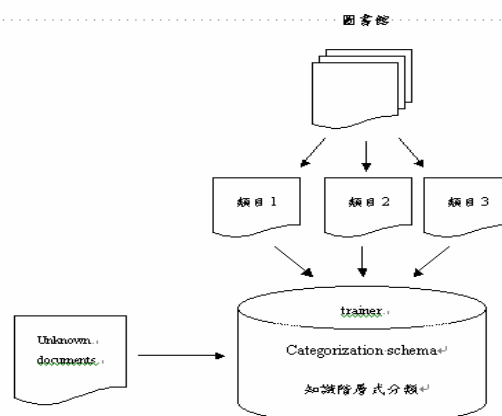 圖書館
類目 1
類目 2
類目 3
trainer
Unknown
documents
Categorization schema
知識階層式分類